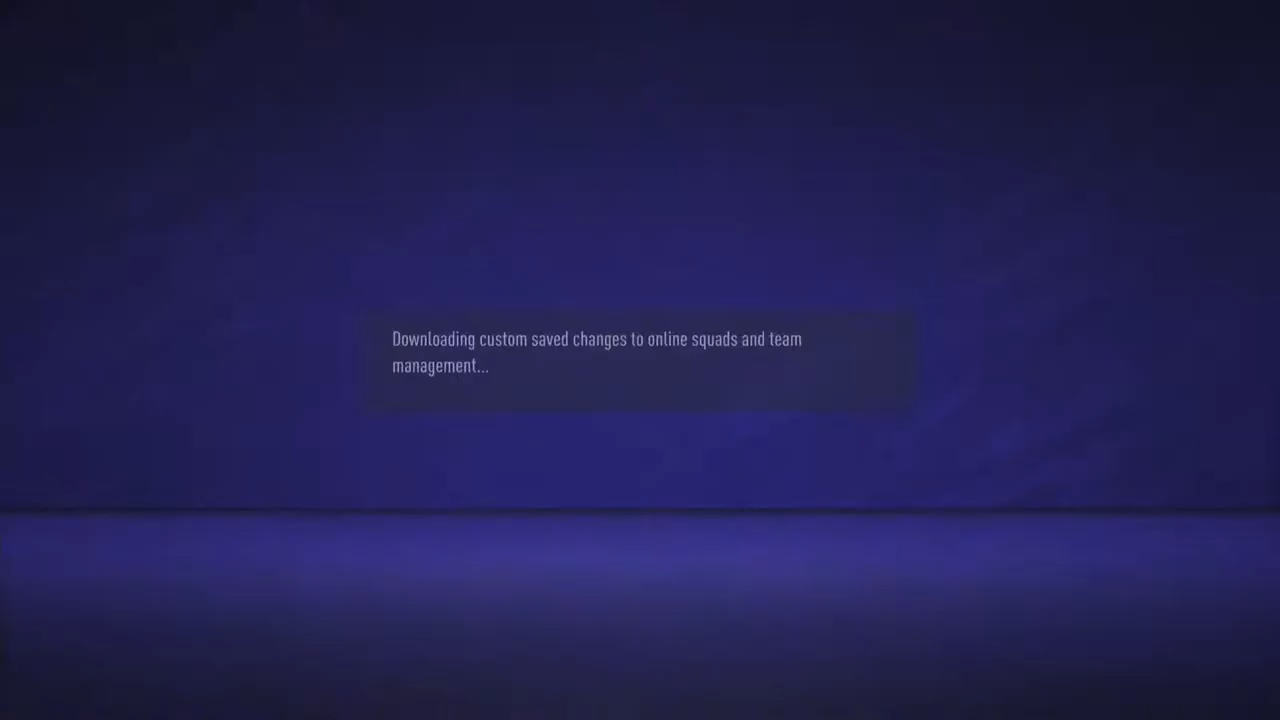 Downloading custom saved changes to online squads and team
management...